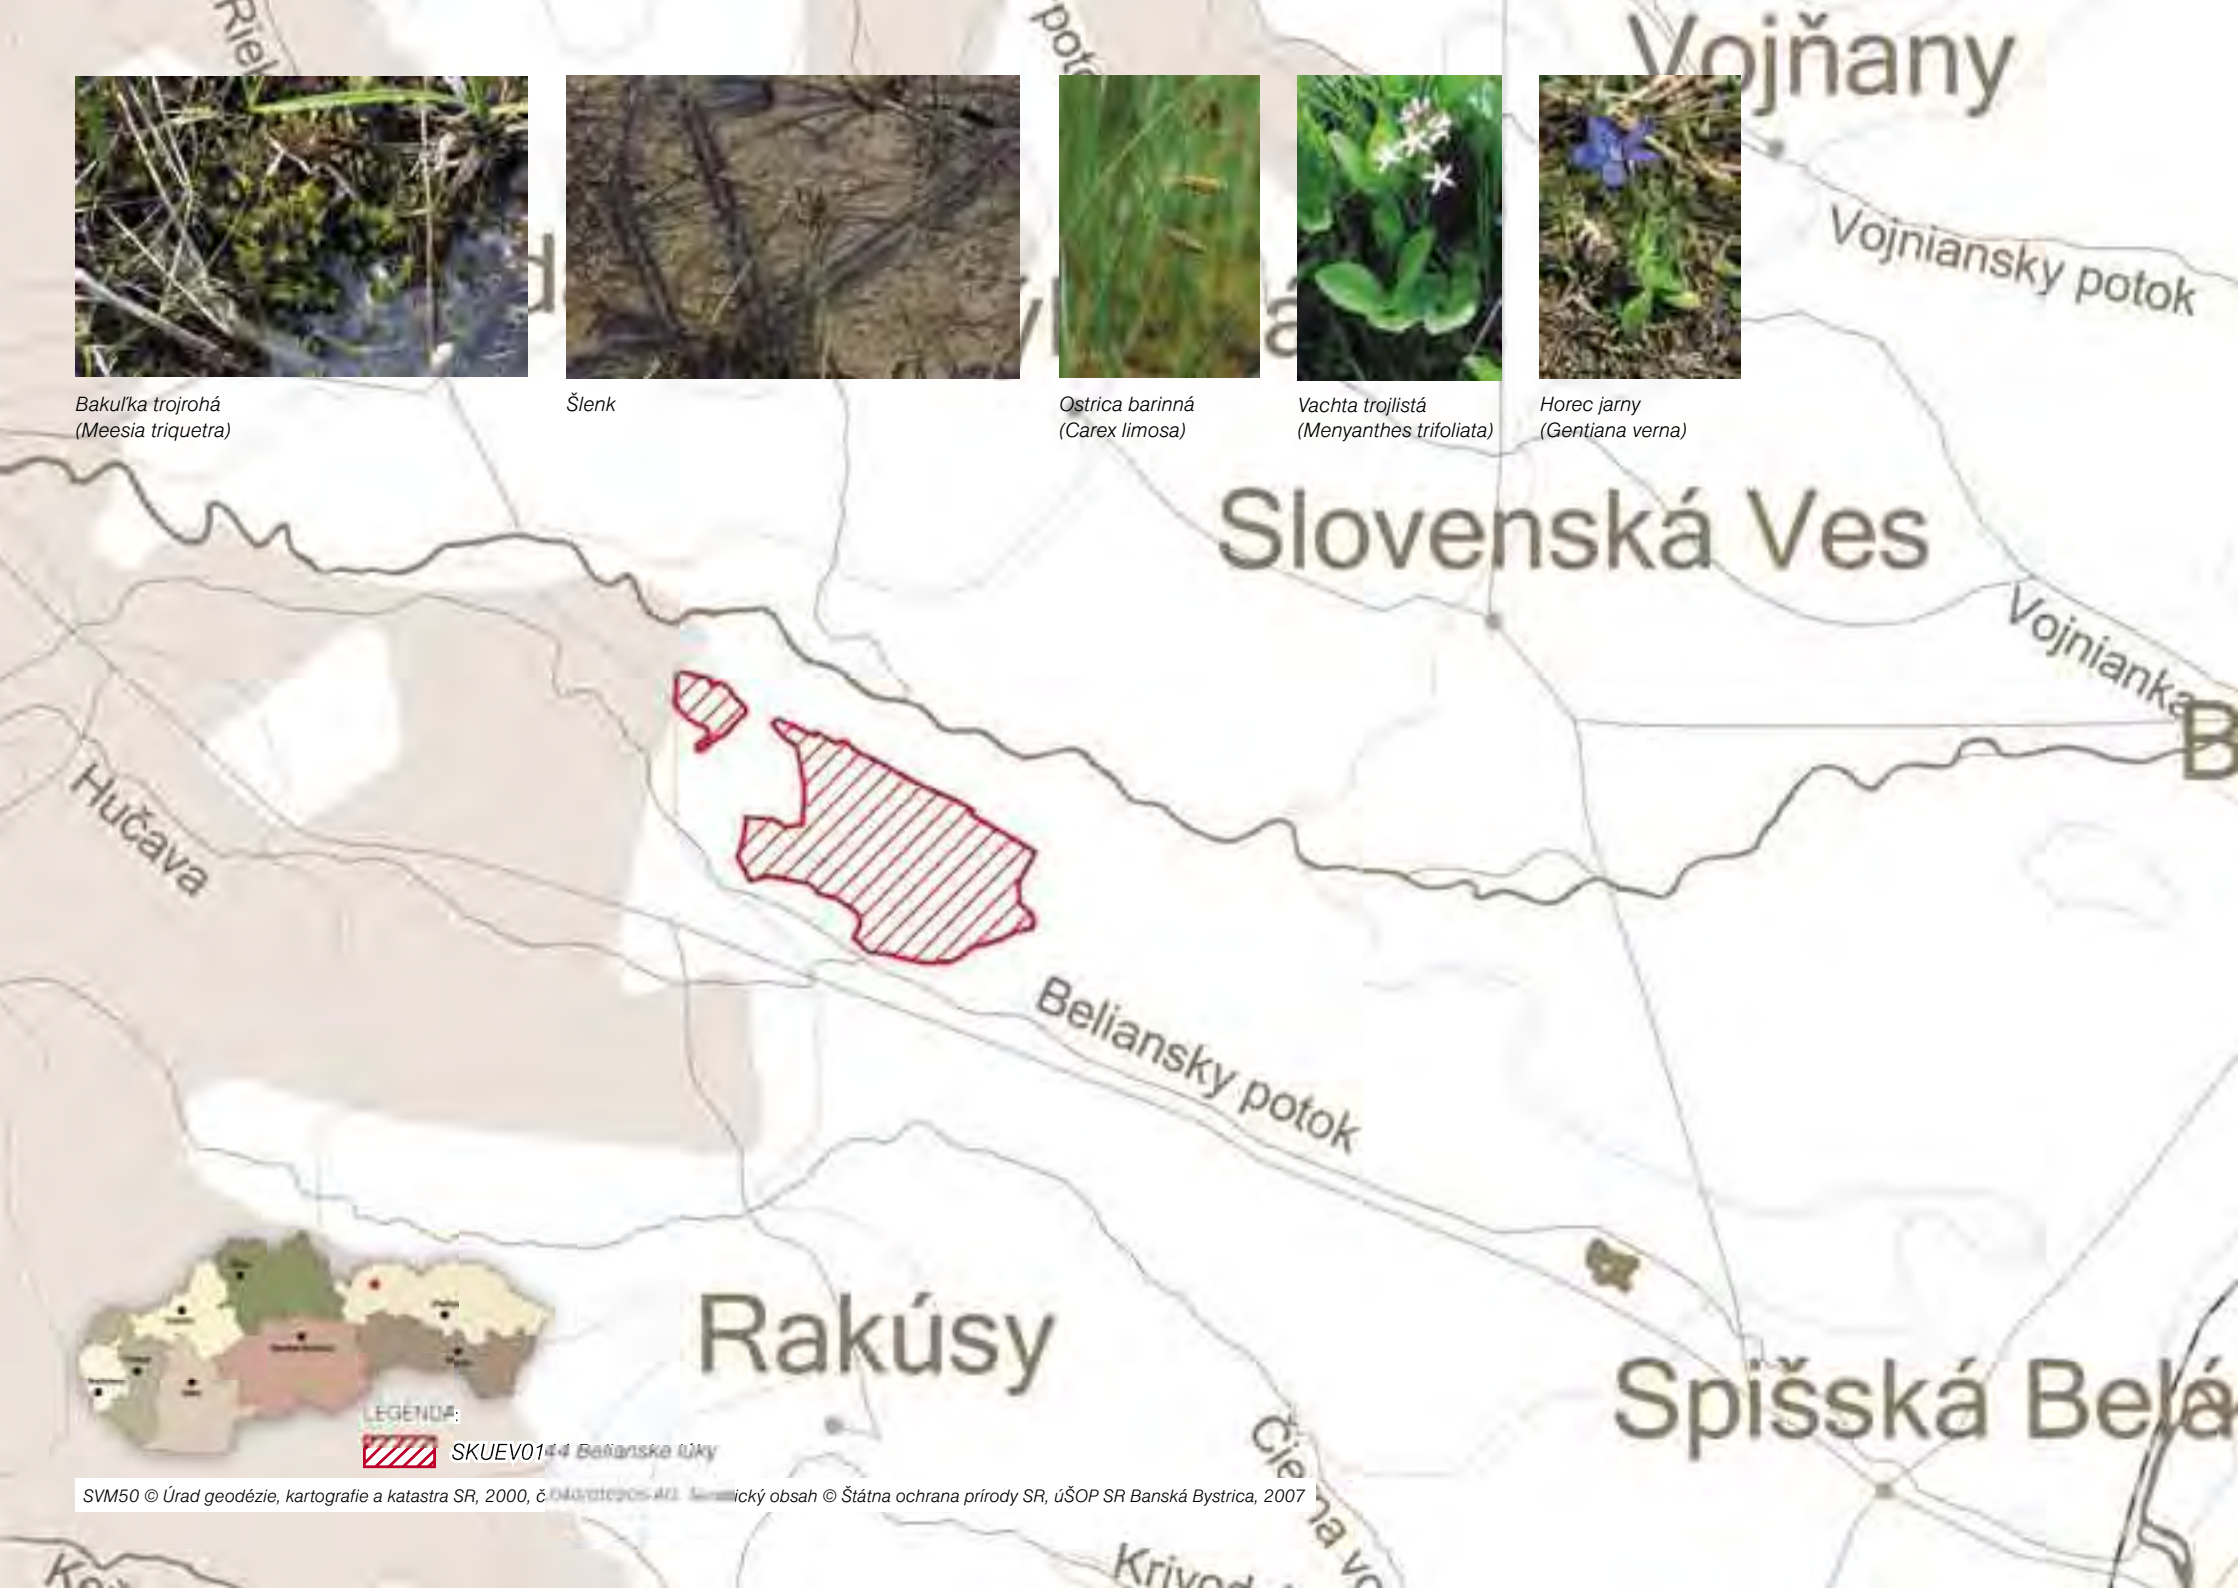 Vojňany
Vojniansky potok
Bakuľka trojrohá
(Meesia triquetra)
Šlenk
Ostrica barinná
(Carex limosa)
Vachta trojlistá
(Menyanthes trifoliata)
Horec jarny
(Gentiana verna)
Slovenská Ves
Vojnianka
Hučava
Beliansky potok
Rakúsy
Spišská Belá
LEGENDA:
SKUEV0144 Belianske lúky
SVM50 © Úrad geodézie, kartografie a katastra SR, 2000, č. ický obsah © Štátna ochrana prírody SR, úŠOP SR Banská Bystrica, 2007